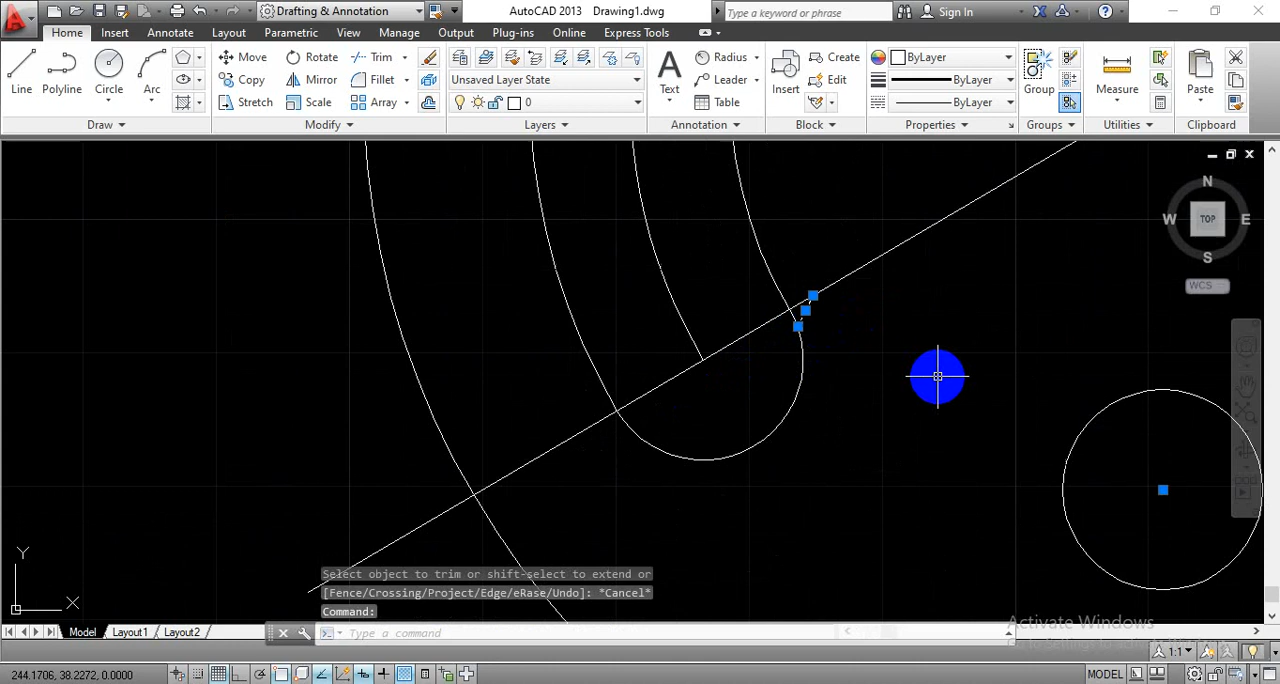 Drafting & Annotation
AutoCAD 2013 Drawing1.dwg
Type a keyword or phrase
Sign In
Home Insert Annotate Layout Parametric View Manage Output Plug-ins Online Express Tools
Line
Polyline
Circle
Arc
Draw
Move
Copy
Stretch
Rotate
Mirror
Scale
Trim
Fillet
Array
Modify
Unsaved Layer State
0
Layers
Text
Radius
Leader
Table
Annotation
Insert
Create
Edit
Block
ByLayer
ByLayer
ByLayer
Properties
Group
Groups
Measure
Utilities
Paste
Clipboard
N
W TOP E
S
WCS
Y
X
Select object to trim or shift-select to extend or
[Fence/Crossing/Project/Edge/eRase/Undo]: *Cancel*
Command:
Type a command
Activate Windows
Model Layout1 Layout2
1:1
244.1706, 38.2272, 0.0000
MODEL